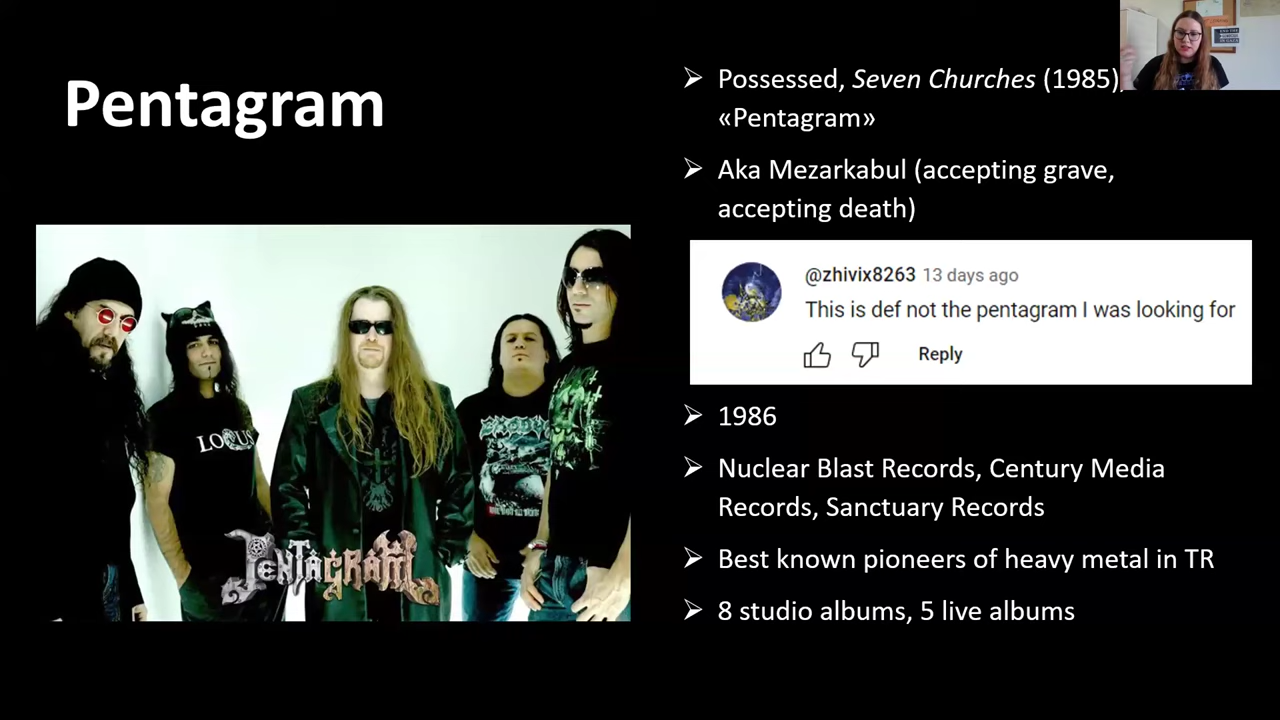 Pentagram
Possessed, Seven Churches (1985),
«Pentagram»
Aka Mezarkabul (accepting grave,
accepting death)
@zhivix8263 13 days ago
This is def not the pentagram I was looking for
Reply
1986
Nuclear Blast Records, Century Media
Records, Sanctuary Records
Best known pioneers of heavy metal in TR
8 studio albums, 5 live albums
LOCUS
EXODUS
PENTAGRAM